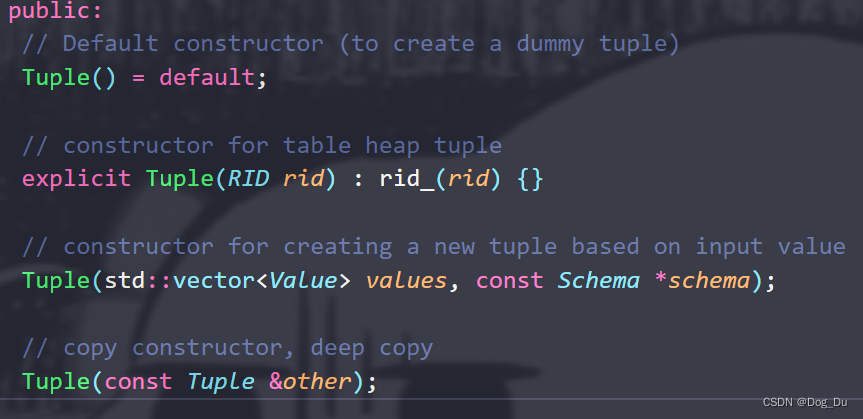 public:
// Default constructor (to create a dummy tuple)
Tuple() = default;
// constructor for table heap tuple
explicit Tuple(RID rid) : rid_(rid) {}
// constructor for creating a new tuple based on input value
Tuple(std::vector<Value> values, const Schema *schema);
// copy constructor, deep copy
Tuple(const Tuple &other);
CSDN @Dog_Du